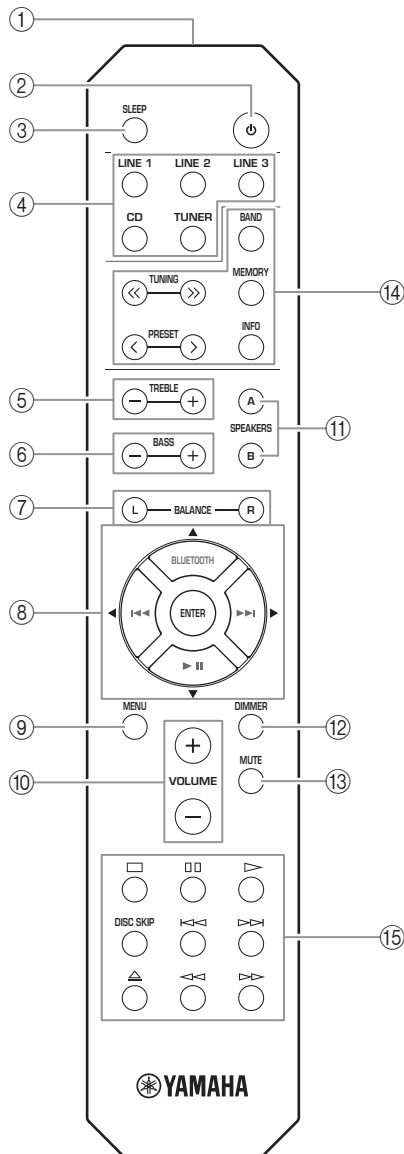 ①
②
SLEEP
③
LINE 1 LINE 2 LINE 3
④
CD TUNER BAND
TUNING MEMORY
⑭
PRESET INFO
⑤ TREBLE A
SPEAKERS ⑪
⑥ BASS B
⑦ L BALANCE R
BLUETOOTH
⑧ ENTER
MENU DIMMER
⑨ ⑫
MUTE
⑩ VOLUME ⑬
DISC SKIP
⑮
YAMAHA